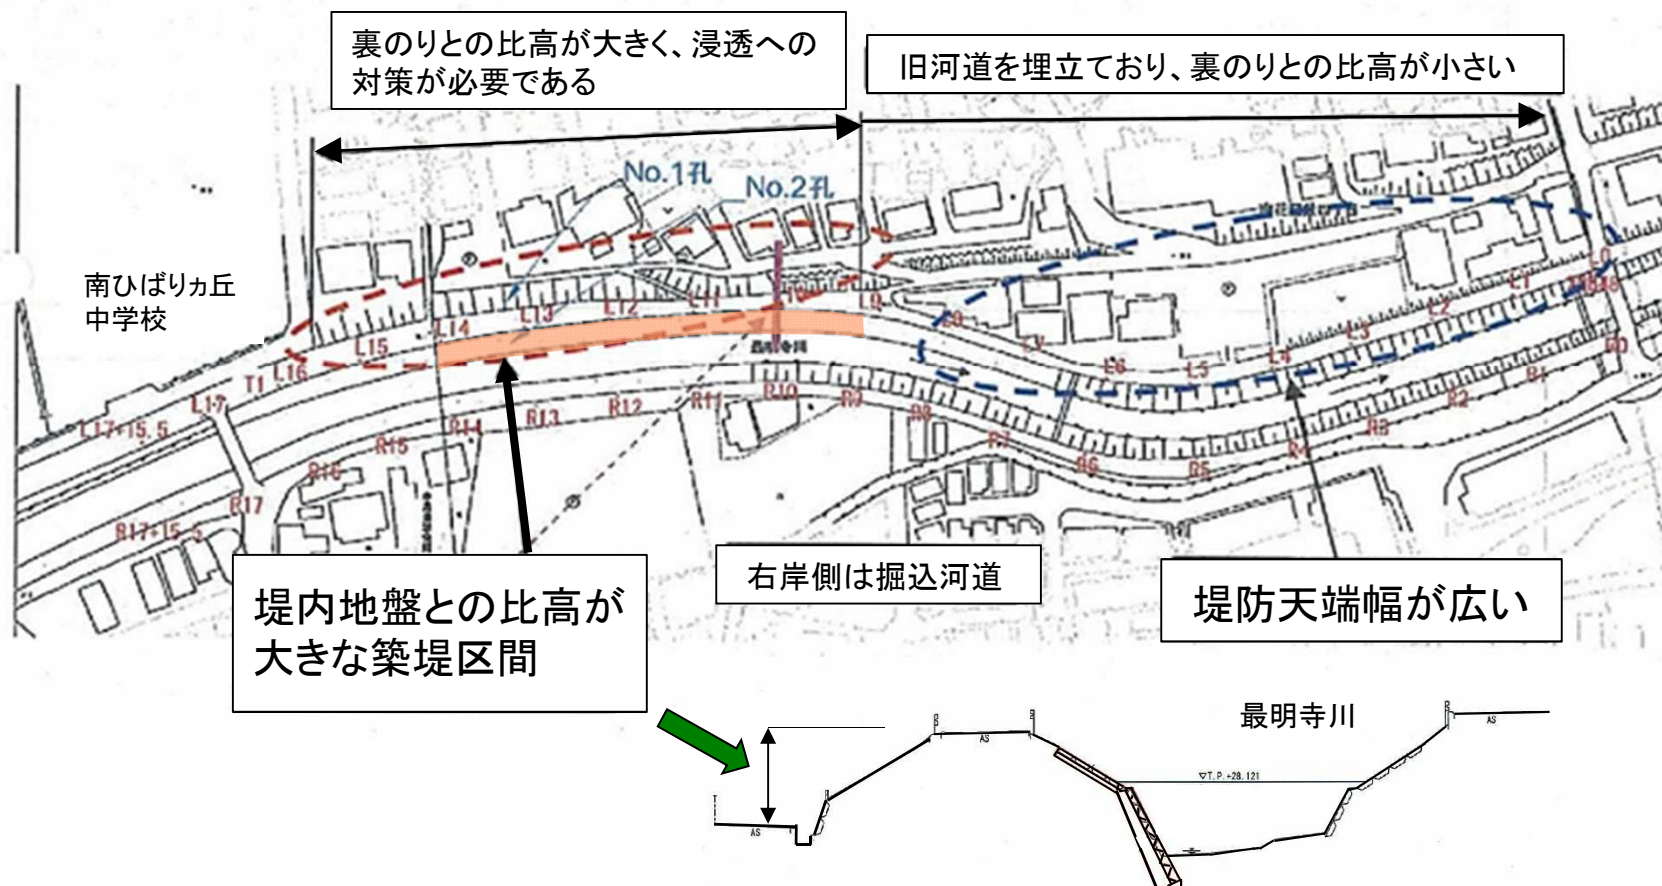 裏のりとの比高が大きく、浸透への
対策が必要である
旧河道を埋立ており、裏のりとの比高が小さい
No.1孔
No.2孔
南ひばりヵ丘
中学校
L17+15.5
L17
T1
L16
L15
L14
L13
L12
L11
L9
L7
L6
L5
L4
L3
L2
L1
L0
R17+15.5
R17
R16
R15
R14
R13
R12
R11
R10
R9
R8
R7
R6
R5
R4
R3
R2
R1
R0
堤内地盤との比高が
大きな築堤区間
右岸側は掘込河道
堤防天端幅が広い
最明寺川
AS
AS
AS
▽T.P.+28.121